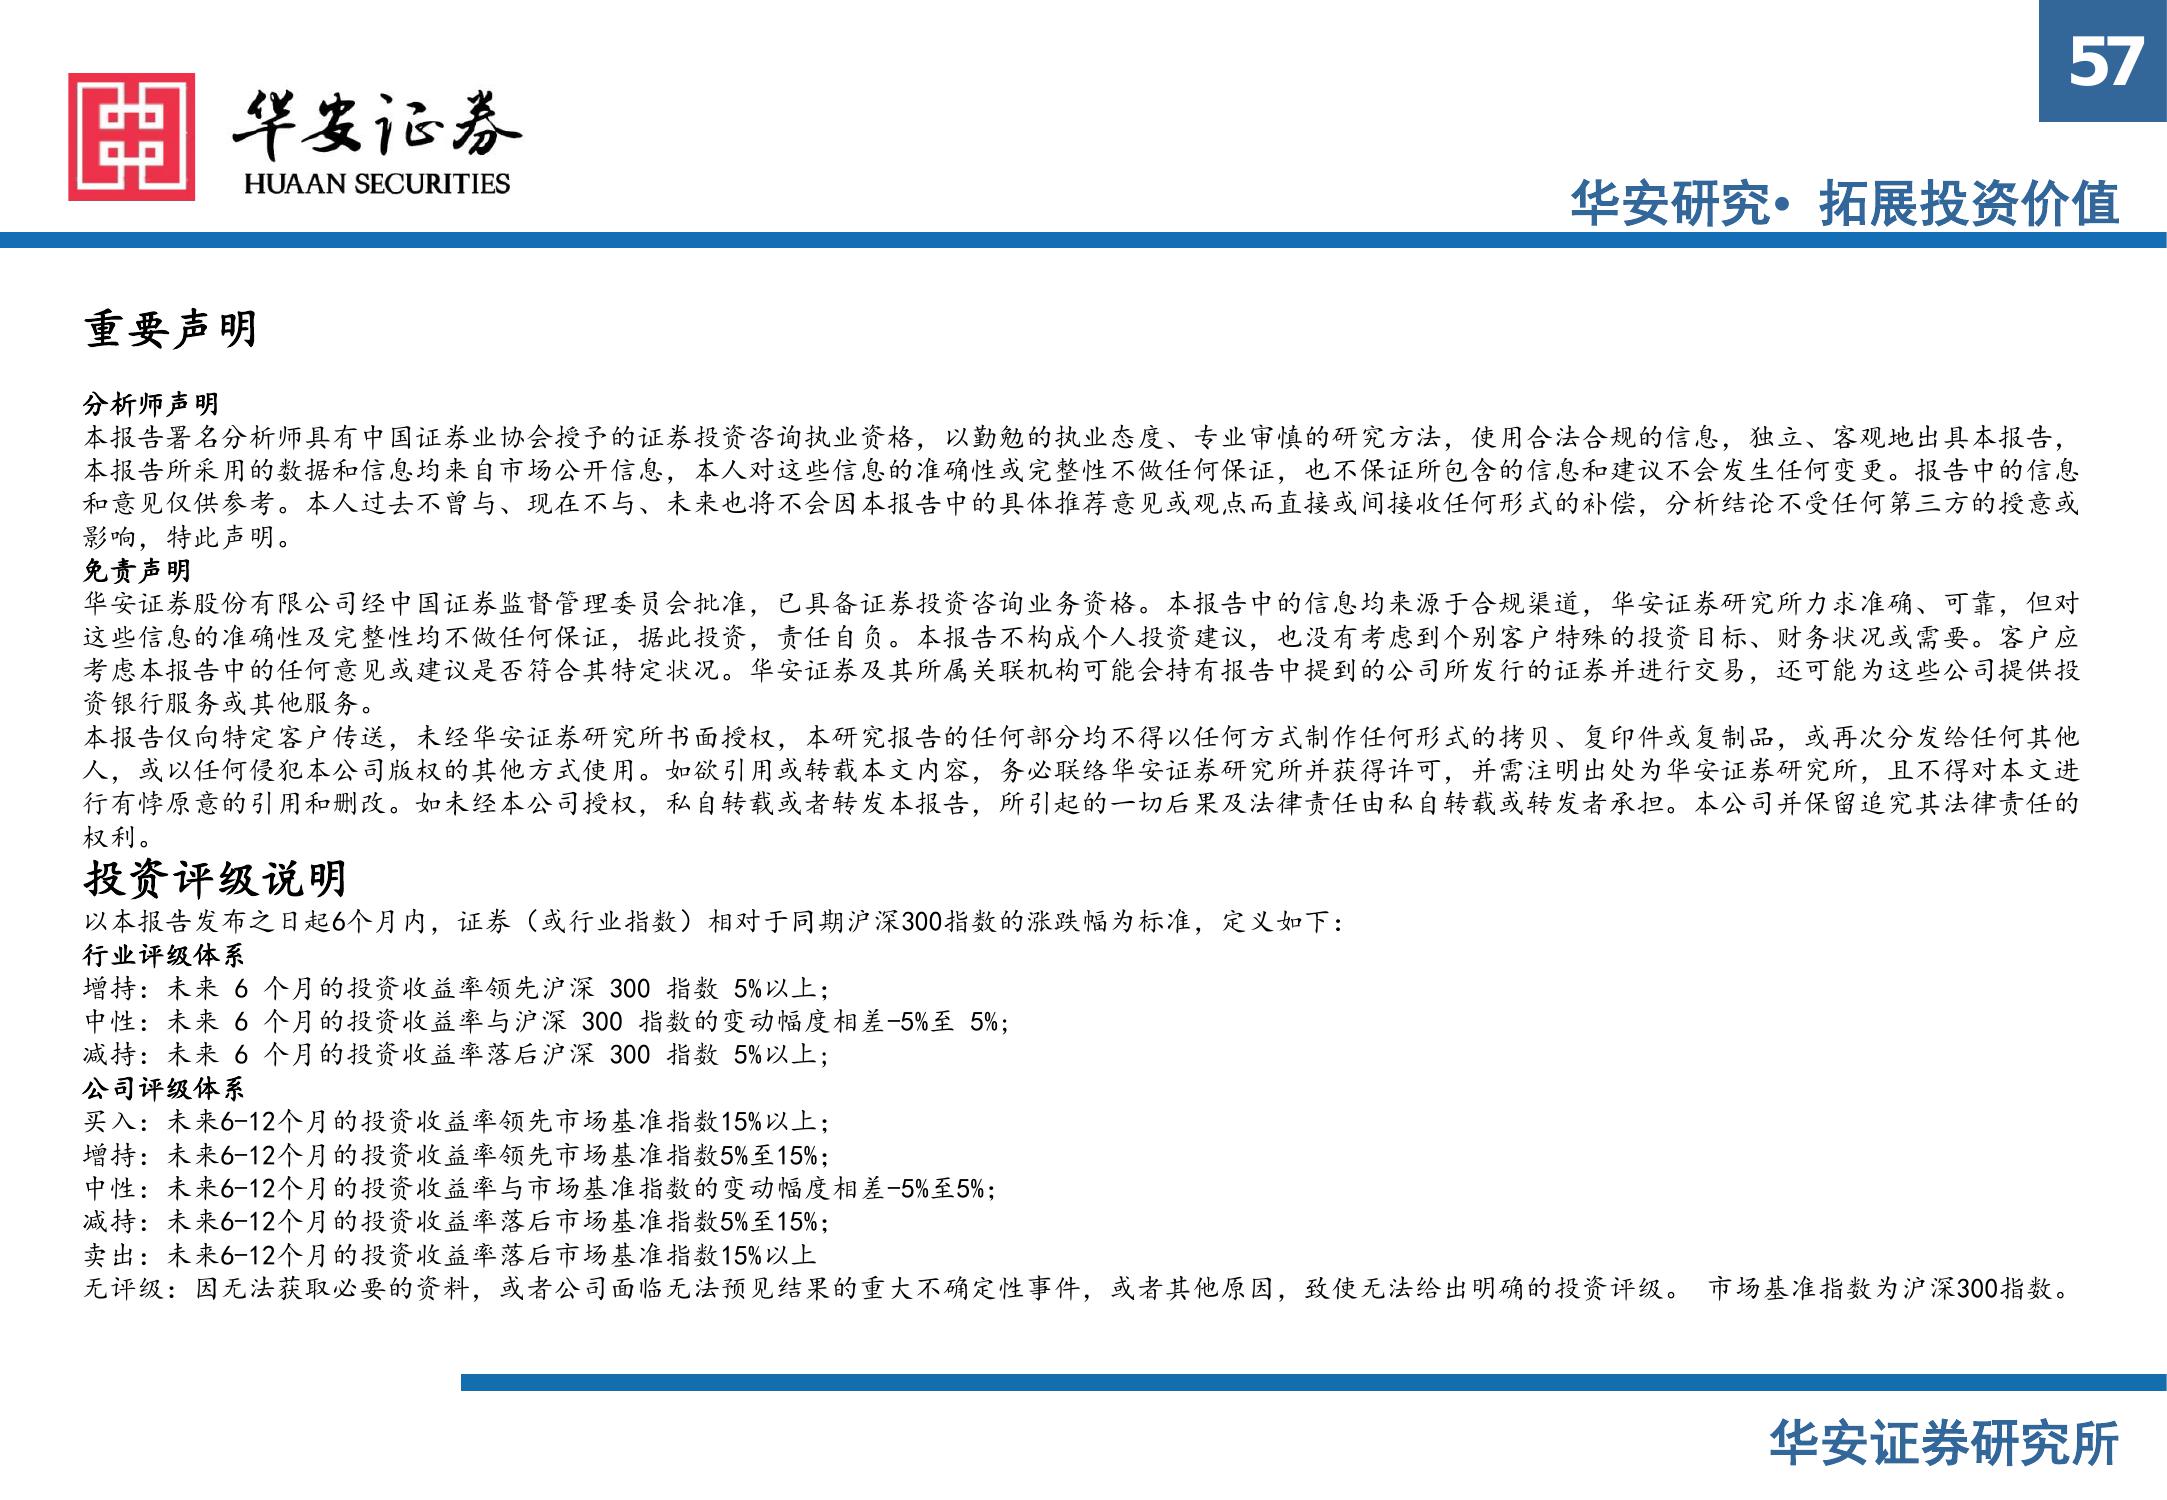 57
华安证券
HUAAN SECURITIES
华安研究• 拓展投资价值
重要声明
分析师声明
本报告署名分析师具有中国证券业协会授予的证券投资咨询执业资格，以勤勉的执业态度、专业审慎的研究方法，使用合法合规的信息，独立、客观地出具本报告，
本报告所采用的数据和信息均来自市场公开信息，本人对这些信息的准确性或完整性不做任何保证，也不保证所包含的信息和建议不会发生任何变更。报告中的信息
和意见仅供参考。本人过去不曾与、现在不与、未来也将不会因本报告中的具体推荐意见或观点而直接或间接收任何形式的补偿，分析结论不受任何第三方的授意或
影响，特此声明。
免责声明
华安证券股份有限公司经中国证券监督管理委员会批准，已具备证券投资咨询业务资格。本报告中的信息均来源于合规渠道，华安证券研究所力求准确、可靠，但对
这些信息的准确性及完整性均不做任何保证，据此投资，责任自负。本报告不构成个人投资建议，也没有考虑到个别客户特殊的投资目标、财务状况或需要。客户应
考虑本报告中的任何意见或建议是否符合其特定状况。华安证券及其所属关联机构可能会持有报告中提到的公司所发行的证券并进行交易，还可能为这些公司提供投
资银行服务或其他服务。
本报告仅向特定客户传送，未经华安证券研究所书面授权，本研究报告的任何部分均不得以任何方式制作任何形式的拷贝、复印件或复制品，或再次分发给任何其他
人，或以任何侵犯本公司版权的其他方式使用。如欲引用或转载本文内容，务必联络华安证券研究所并获得许可，并需注明出处为华安证券研究所，且不得对本文进
行有悖原意的引用和删改。如未经本公司授权，私自转载或者转发本报告，所引起的一切后果及法律责任由私自转载或转发者承担。本公司并保留追究其法律责任的
权利。
投资评级说明
以本报告发布之日起6个月内，证券（或行业指数）相对于同期沪深300指数的涨跌幅为标准，定义如下：
行业评级体系
增持：未来 6 个月的投资收益率领先沪深 300 指数 5%以上；
中性：未来 6 个月的投资收益率与沪深 300 指数的变动幅度相差-5%至 5%；
减持：未来 6 个月的投资收益率落后沪深 300 指数 5%以上；
公司评级体系
买入：未来6-12个月的投资收益率领先市场基准指数15%以上；
增持：未来6-12个月的投资收益率领先市场基准指数5%至15%；
中性：未来6-12个月的投资收益率与市场基准指数的变动幅度相差-5%至5%；
减持：未来6-12个月的投资收益率落后市场基准指数5%至15%；
卖出：未来6-12个月的投资收益率落后市场基准指数15%以上
无评级：因无法获取必要的资料，或者公司面临无法预见结果的重大不确定性事件，或者其他原因，致使无法给出明确的投资评级。 市场基准指数为沪深300指数。
华安证券研究所